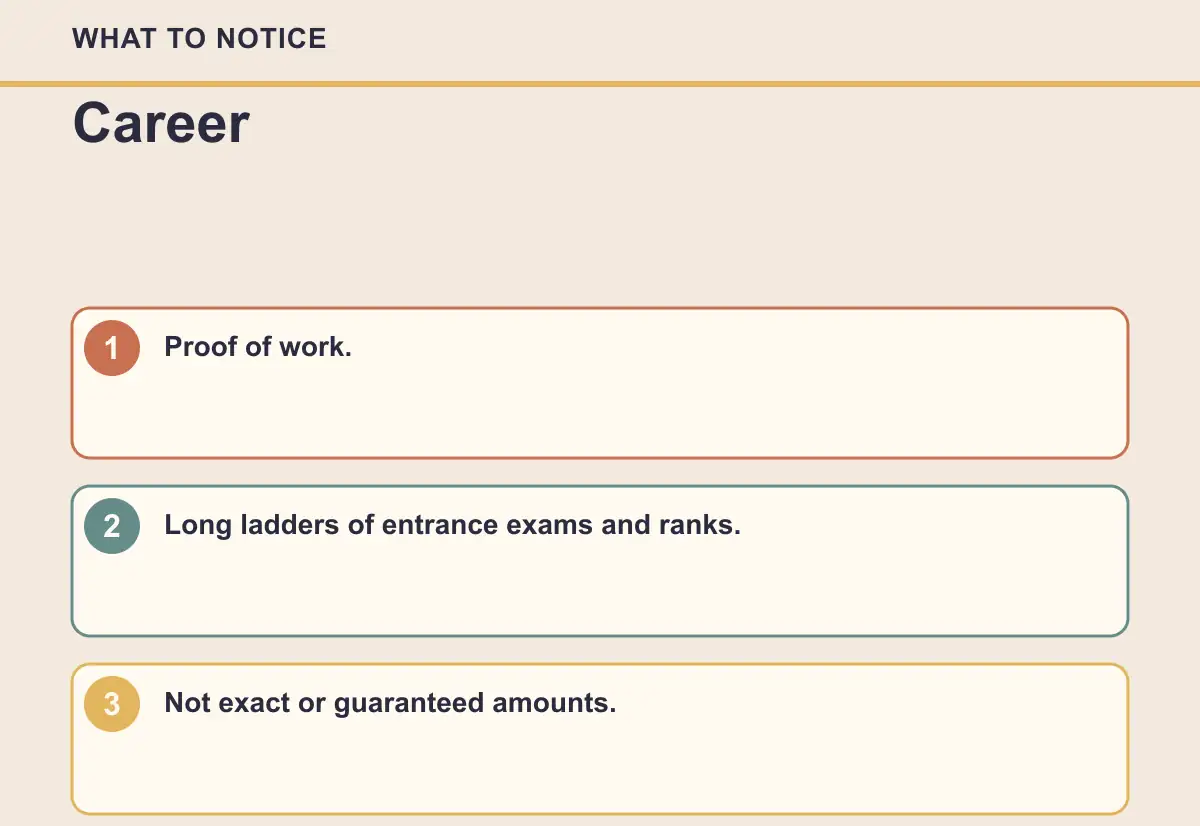 WHAT TO NOTICE
Career
1 Proof of work.
2 Long ladders of entrance exams and ranks.
3 Not exact or guaranteed amounts.